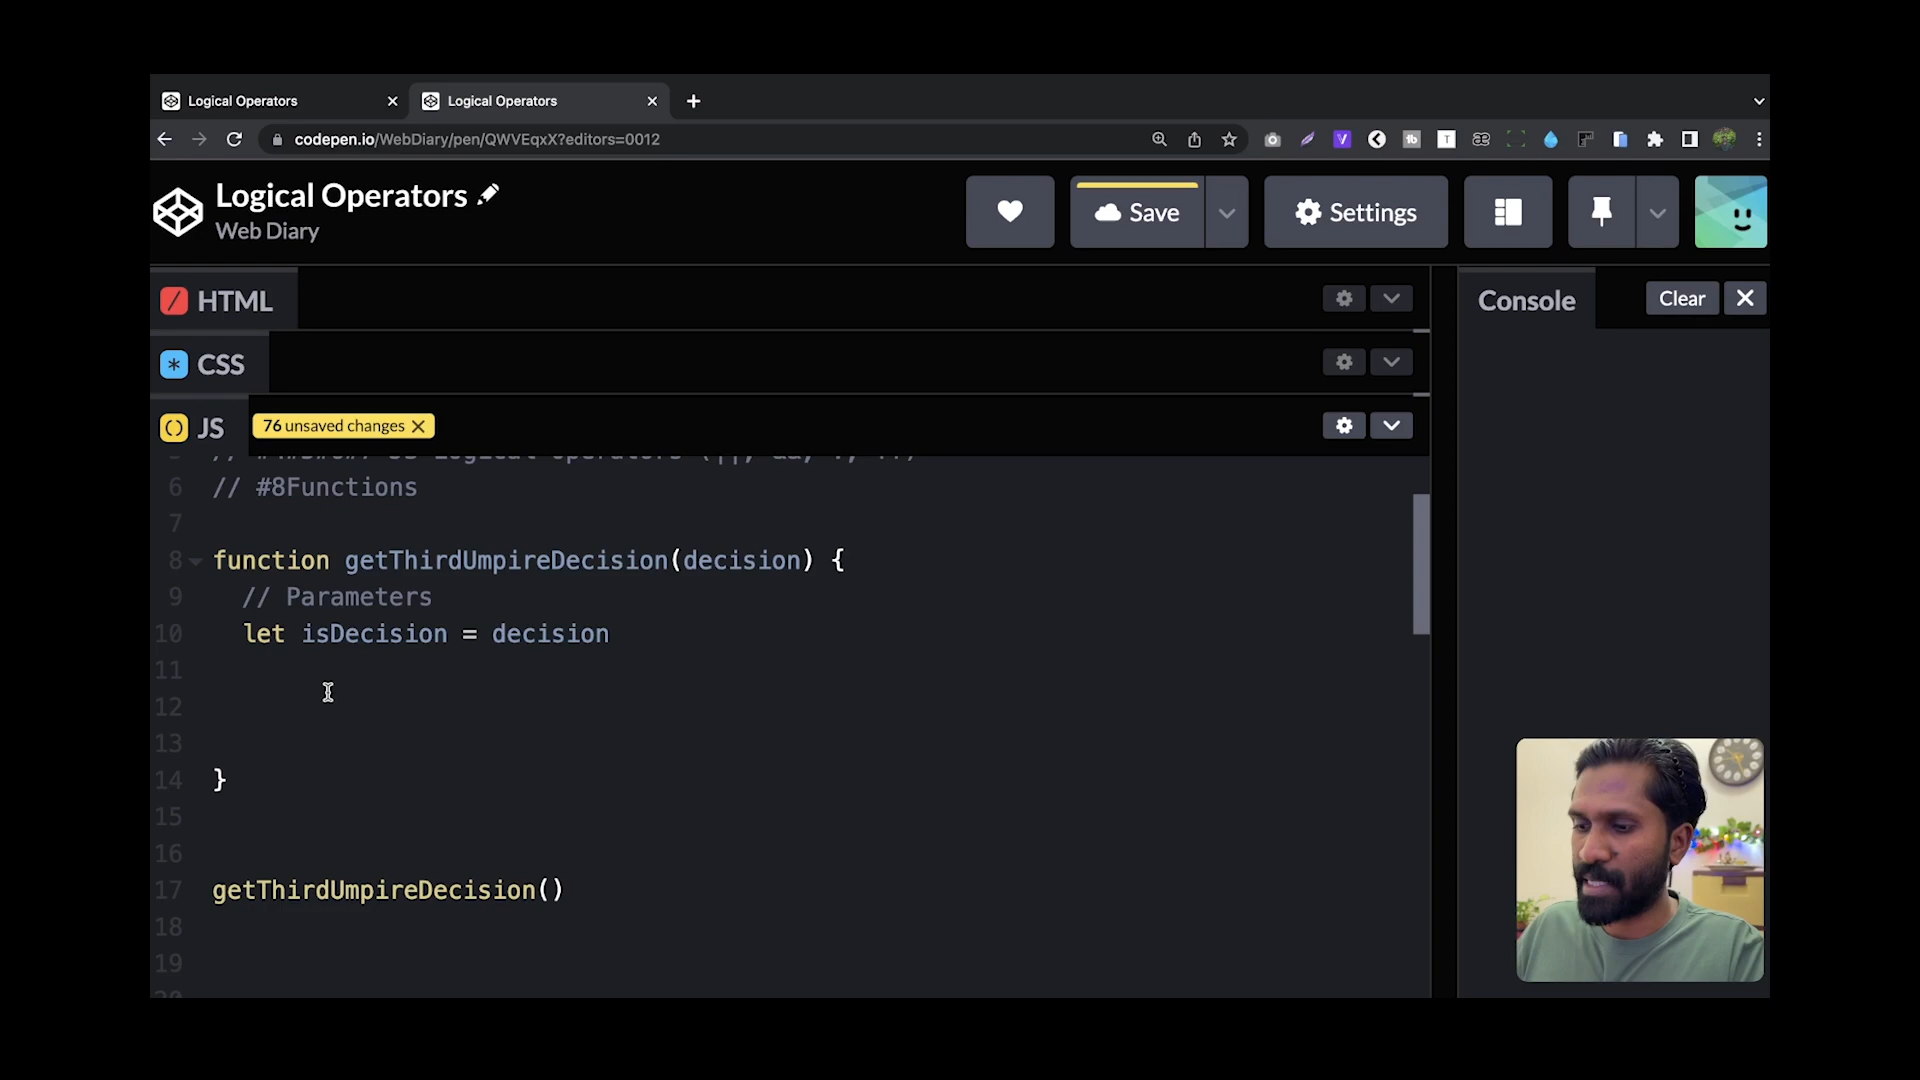 Logical Operators
Logical Operators
codepen.io/WebDiary/pen/QWVEqxX?editors=0012
Logical Operators
Web Diary
Save
Settings
HTML
Console
Clear
CSS
JS
76 unsaved changes
6 // #8Functions
7
8 function getThirdUmpireDecision(decision) {
9 // Parameters
10 let isDecision = decision
11
12
13
14 }
15
16
17 getThirdUmpireDecision()
18
19